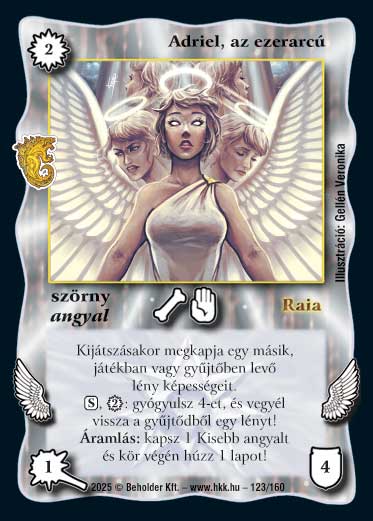 2
Adriel, az ezerarcú
Illusztráció: Gellén Veronika
szörny
angyal
Raia
Kijátszásakor megkapja egy másik,
játékban vagy gyűjtőben levő
lény képességeit.
S, 2: gyógyulsz 4-et, és vegyél
vissza a gyűjtődből egy lényt!
Áramlás: kapsz 1 Kisebb angyalt
és kör végén húzz 1 lapot!
1
4
2025 © Beholder Kft. – www.hkk.hu – 123/160